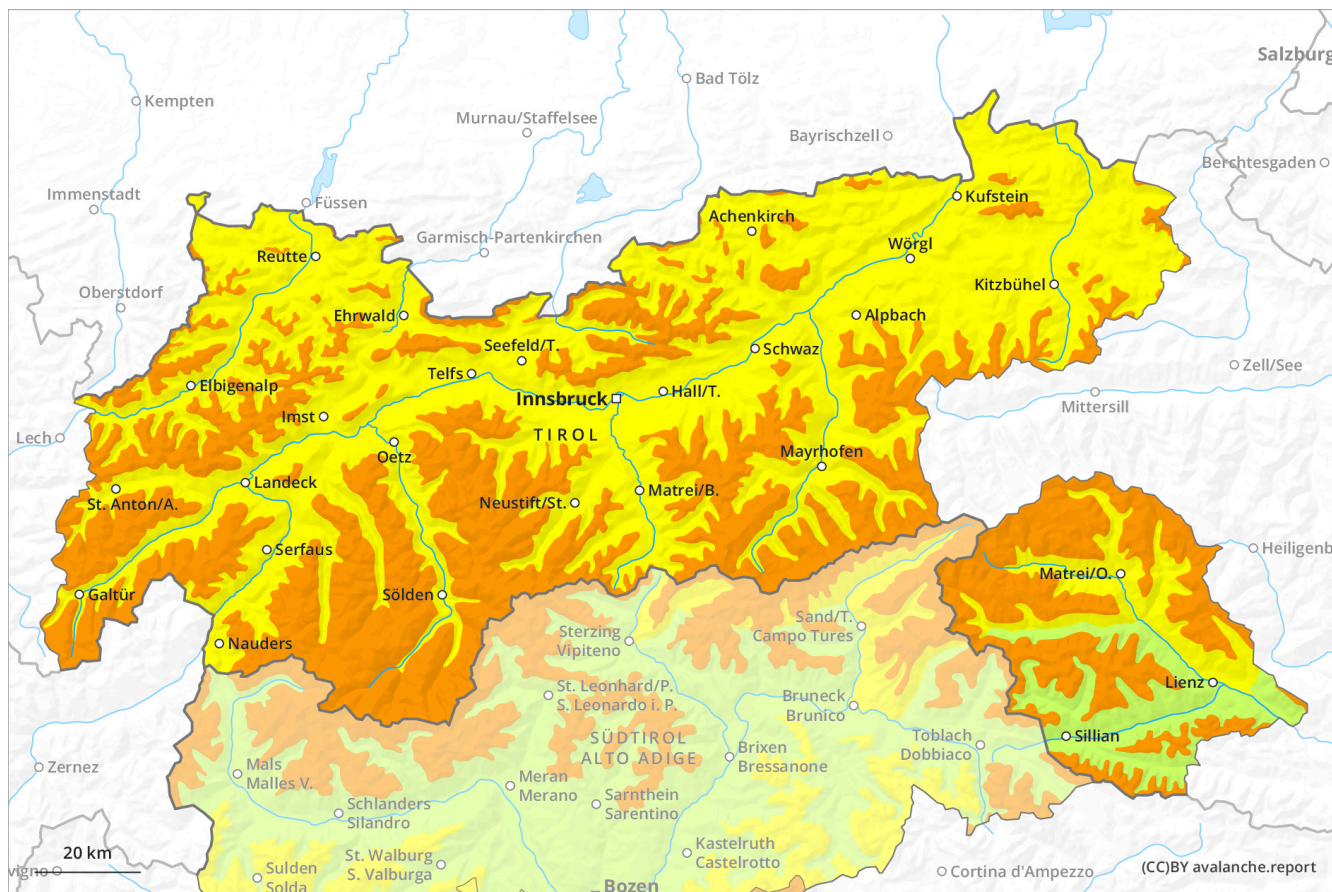 Salzburg
Kempten
Bad Tölz
Murnau/Staffelsee
Bayrischzell
Berchtesgaden
Immenstadt
Füssen
Kufstein
Achenkirch
Garmisch-Partenkirchen
Reutte
Wörgl
Oberstdorf
Kitzbühel
Ehrwald
Alpbach
Seefeld/T.
Schwaz
Zell/See
Telfs
Elbigenalp
Hall/T.
Innsbruck
Mittersill
Imst
Lech
TIROL
Oetz
Mayrhofen
Landeck
St. Anton/A.
Neustift/St.
Matrei/B.
Serfaus
Heiligenb
Matrei/O.
Galtür
Sölden
Sand/T.
Campo Tures
Sterzing
Vipiteno
Nauders
Lienz
St. Leonhard/P.
S. Leonardo i. P.
Bruneck
Brunico
SÜDTIROL
ALTO ADIGE
Toblach
Dobbiaco
Sillian
Brixen
Bressanone
Zernez
Mals
Malles V.
Meran
Merano
Sarnthein
Sarentino
Schlanders
Silandro
Kastelruth
Castelrotto
20 km
vigno
St. Walburg
S. Valburga
Sulden
Solda
Cortina d'Ampezzo
(CC)BY avalanche.report
Bozen